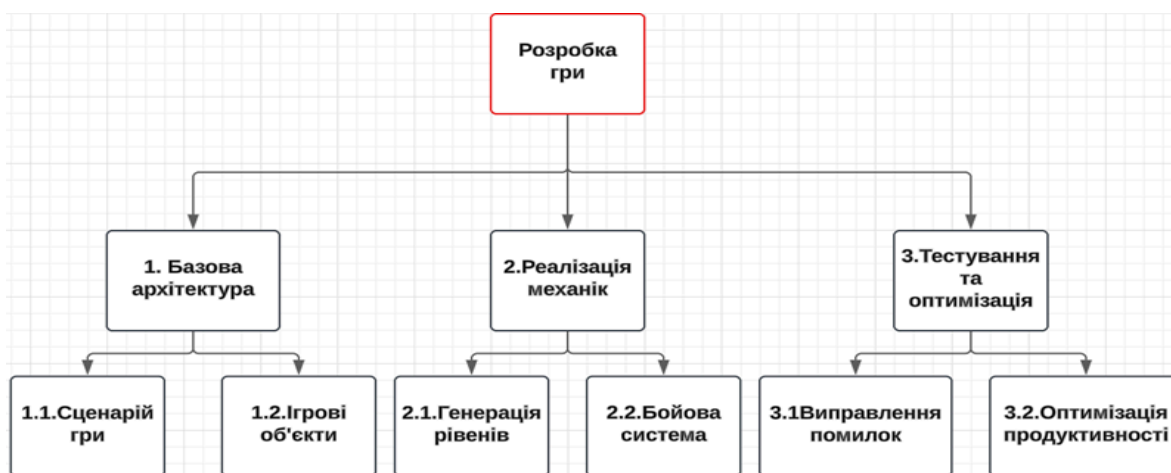 Розробка
гри
1. Базова
архітектура
2.Реалізація
механік
3.Тестування
та
оптимізація
1.1.Сценарій
гри
1.2.Ігрові
об'єкти
2.1.Генерація
рівенів
2.2.Бойова
система
3.1Виправлення
помилок
3.2.Оптимізація
продуктивності